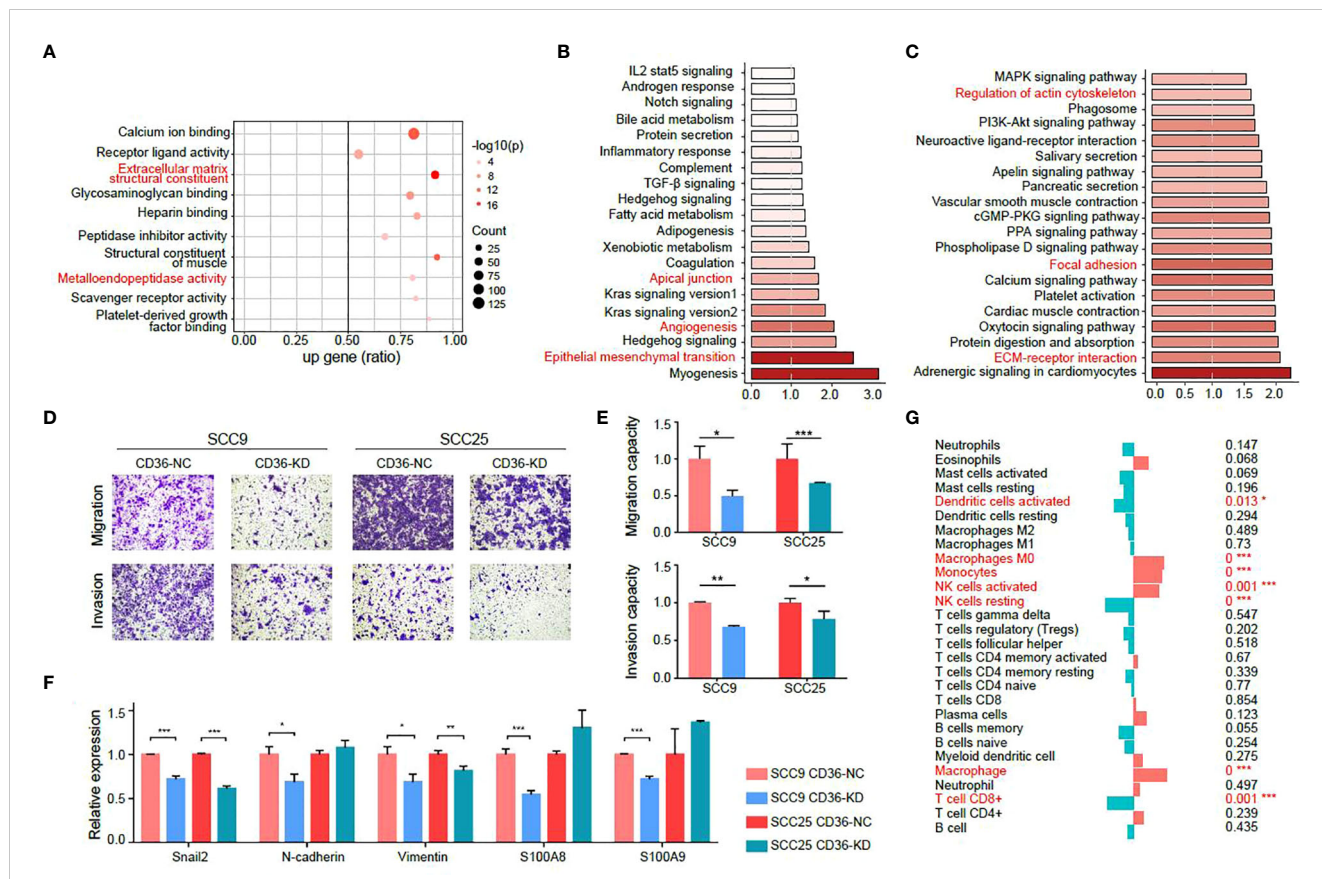 A
Calcium ion binding
Receptor ligand activity
Extracellular matrix
structural constituent
Glycosaminoglycan binding
Heparin binding
Peptidase inhibitor activity
Structural constituent
of muscle
Metalloendopeptidase activity
Scavenger receptor activity
Platelet-derived growth
factor binding
0.00 0.25 0.50 0.75 1.00
up gene (ratio)
-log10(p)
4
8
12
16
Count
25
50
75
100
125
B
IL2 stat5 signaling
Androgen response
Notch signaling
Bile acid metabolism
Protein secretion
Inflammatory response
Complement
TGF-β signaling
Hedgehog signaling
Fatty acid metabolism
Adipogenesis
Xenobiotic metabolism
Coagulation
Apical junction
Kras signaling version1
Kras signaling version2
Angiogenesis
Hedgehog signaling
Epithelial mesenchymal transition
Myogenesis
0.0 1.0 2.0 3.0
C
MAPK signaling pathway
Regulation of actin cytoskeleton
Phagosome
PI3K-Akt signaling pathway
Neuroactive ligand-receptor interaction
Salivary secretion
Apelin signaling pathway
Pancreatic secretion
Vascular smooth muscle contraction
cGMP-PKG signling pathway
PPA signaling pathway
Phospholipase D signaling pathway
Focal adhesion
Calcium signaling pathway
Platelet activation
Cardiac muscle contraction
Oxytocin signaling pathway
Protein digestion and absorption
ECM-receptor interaction
Adrenergic signaling in cardiomyocytes
0.0 0.5 1.0 1.5 2.0
D
SCC9 SCC25
CD36-NC CD36-KD CD36-NC CD36-KD
Migration
Invasion
E
Migration capacity
1.5
1.0
0.5
0.0
* ***
SCC9 SCC25
Invasion capacity
1.5
1.0
0.5
0.0
** *
SCC9 SCC25
F
Relative expression
1.5
1.0
0.5
0.0
*** *** * * ** *** ***
Snail2 N-cadherin Vimentin S100A8 S100A9
SCC9 CD36-NC
SCC9 CD36-KD
SCC25 CD36-NC
SCC25 CD36-KD
G
Neutrophils 0.147
Eosinophils 0.068
Mast cells activated 0.069
Mast cells resting 0.196
Dendritic cells activated 0.013 *
Dendritic cells resting 0.294
Macrophages M2 0.489
Macrophages M1 0.73
Macrophages M0 0 ***
Monocytes 0 ***
NK cells activated 0.001 ***
NK cells resting 0 ***
T cells gamma delta 0.547
T cells regulatory (Tregs) 0.202
T cells follicular helper 0.518
T cells CD4 memory activated 0.67
T cells CD4 memory resting 0.339
T cells CD4 naive 0.77
T cells CD8 0.854
Plasma cells 0.123
B cells memory 0.055
B cells naive 0.254
Myeloid dendritic cell 0.275
Macrophage 0 ***
Neutrophil 0.497
T cell CD8+ 0.001 ***
T cell CD4+ 0.239
B cell 0.435